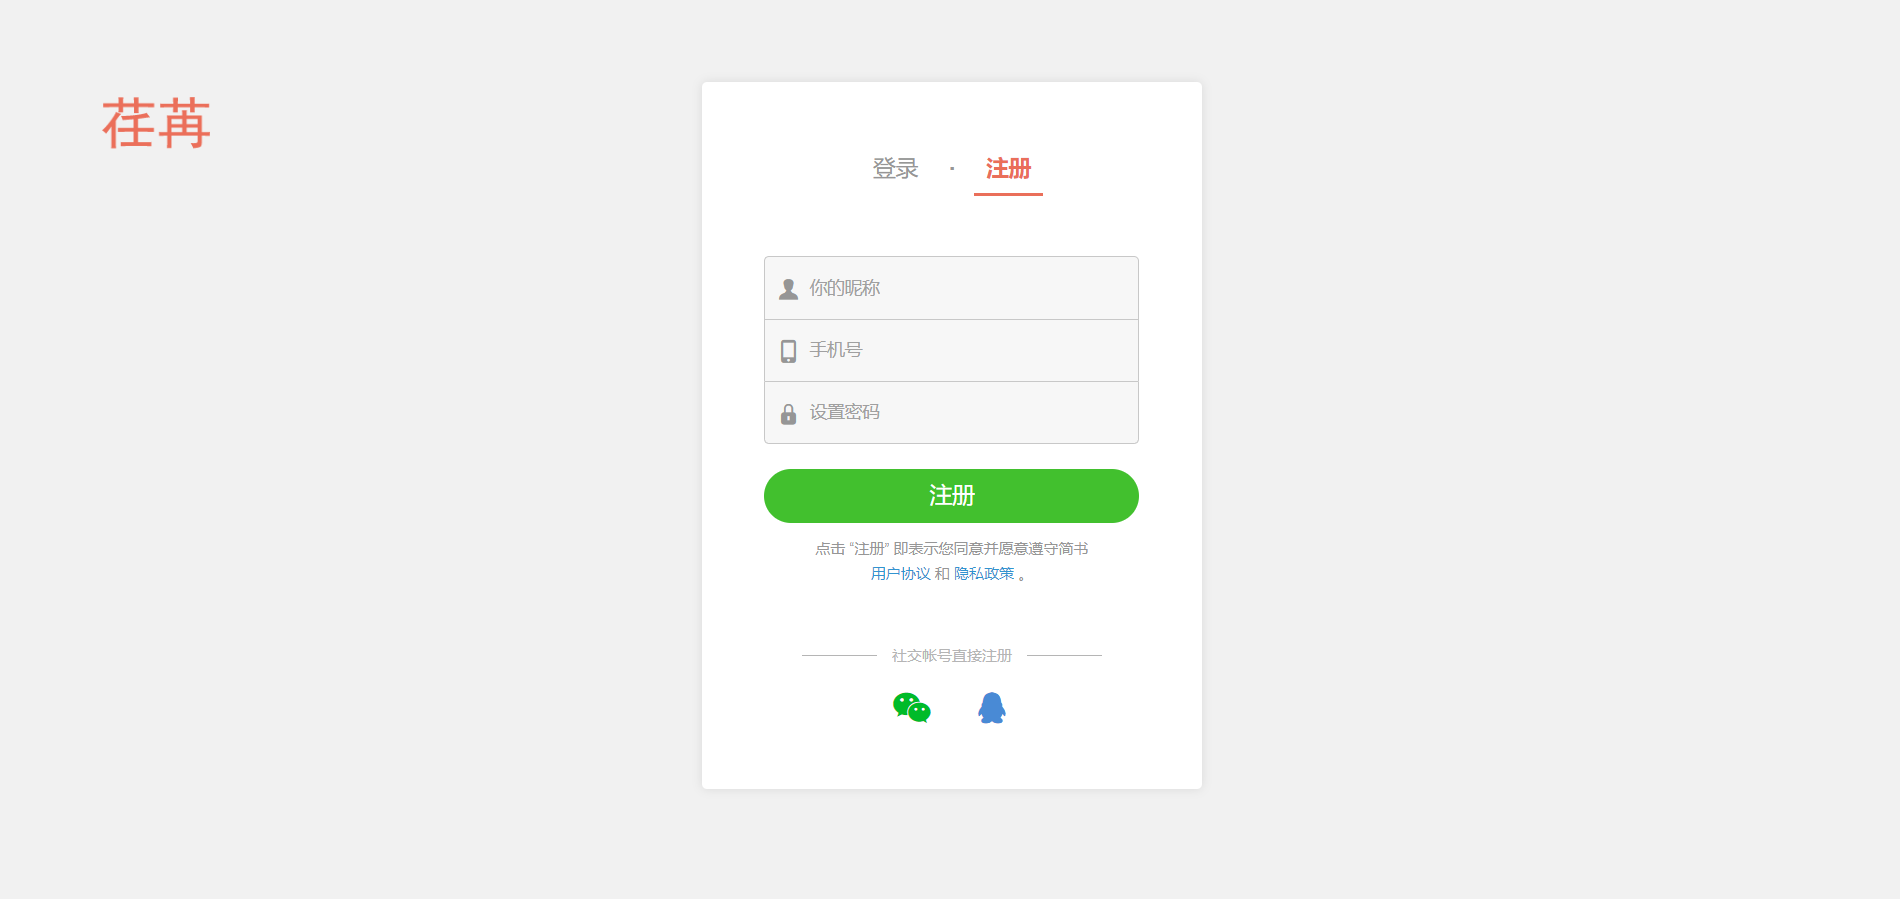 荏苒
登录 · 注册
你的昵称
手机号
设置密码
注册
点击 “注册” 即表示您同意并愿意遵守简书
用户协议 和 隐私政策 。
社交帐号直接注册